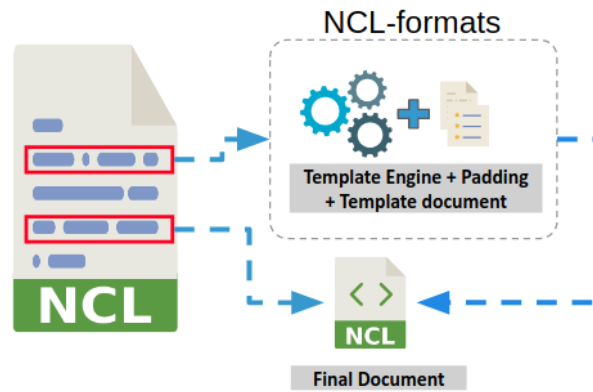 NCL-formats
Template Engine + Padding
+ Template document
NCL
NCL
Final Document